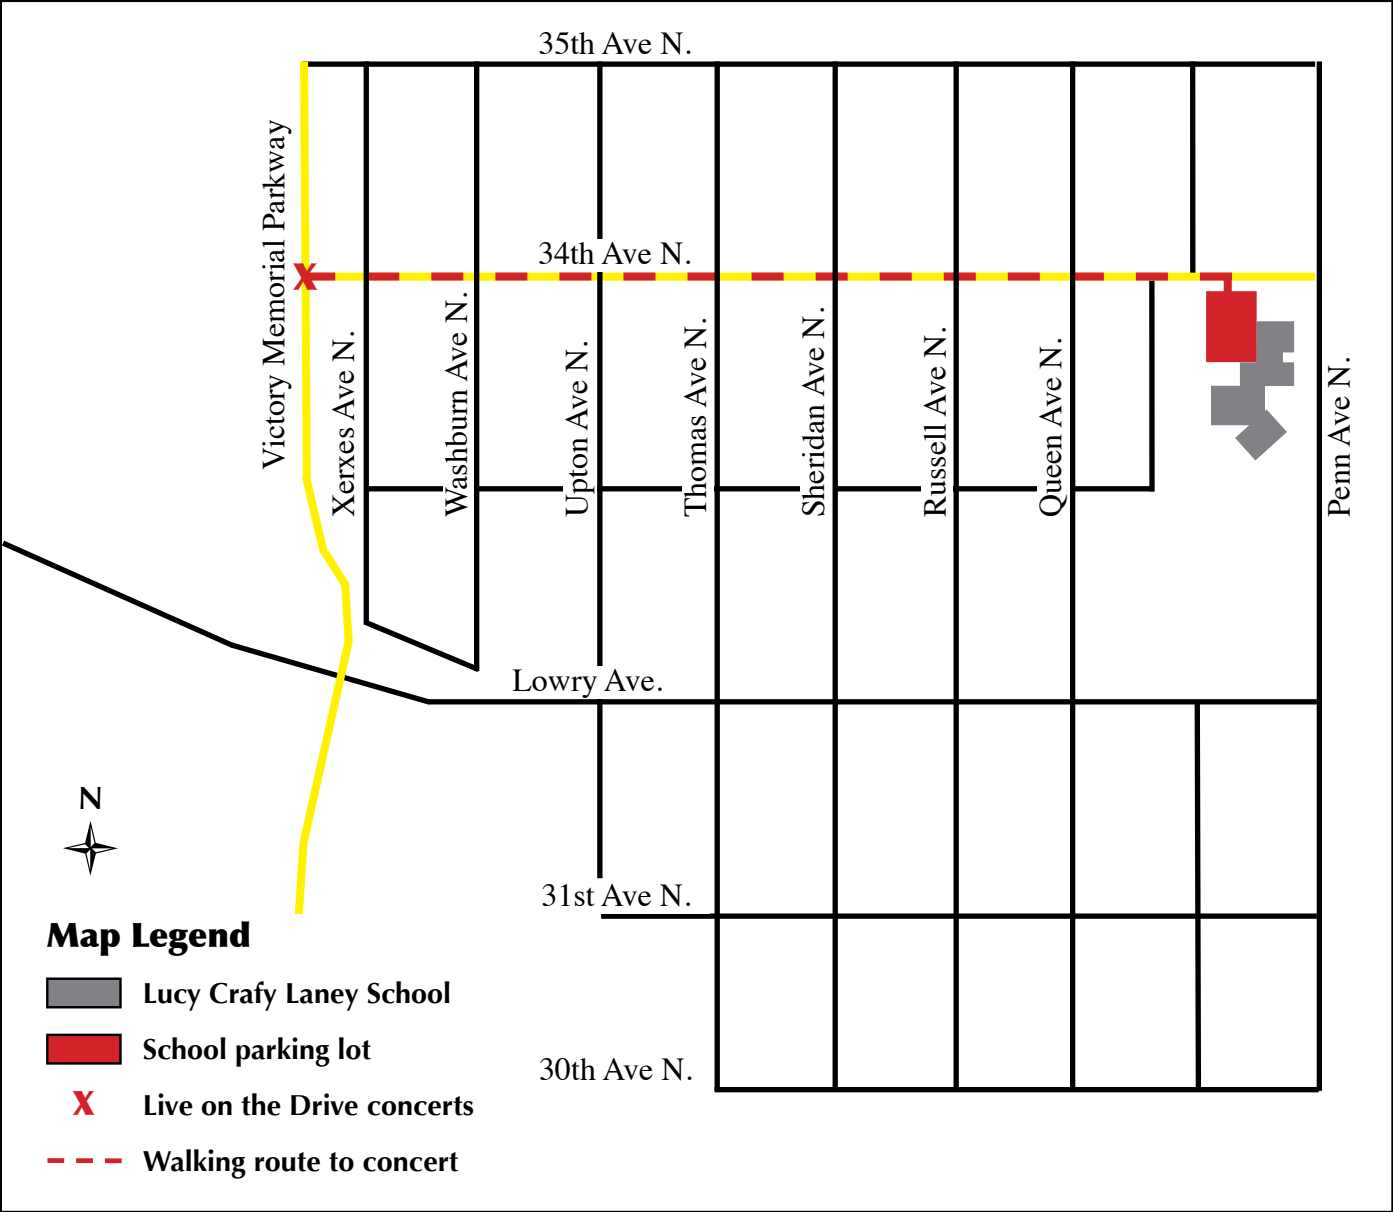 35th Ave N.
Victory Memorial Parkway
34th Ave N.
Xerxes Ave N.
Washburn Ave N.
Upton Ave N.
Thomas Ave N.
Sheridan Ave N.
Russell Ave N.
Queen Ave N.
Penn Ave N.
Lowry Ave.
N
31st Ave N.
30th Ave N.
Map Legend
Lucy Crafy Laney School
School parking lot
X Live on the Drive concerts
Walking route to concert